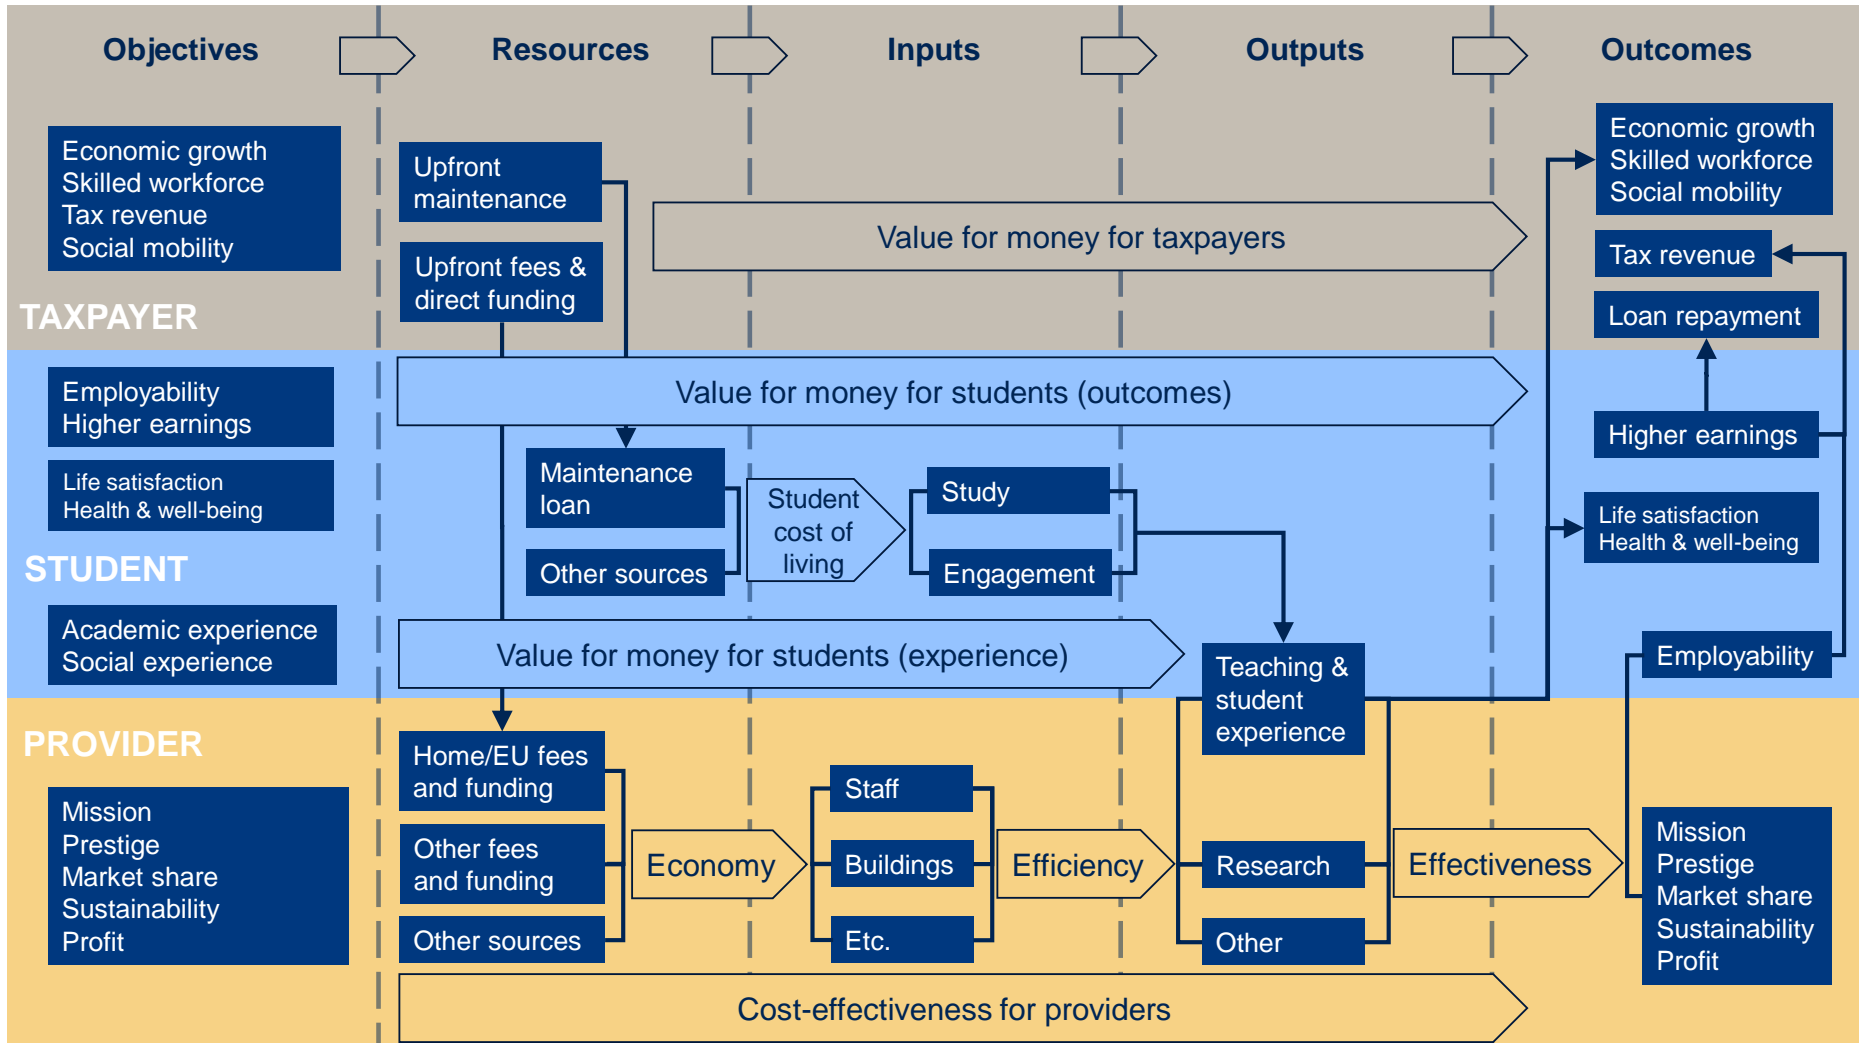 Objectives
Resources
Inputs
Outputs
Outcomes
Economic growth
Skilled workforce
Tax revenue
Social mobility
Upfront
maintenance
Upfront fees &
direct funding
Value for money for taxpayers
Economic growth
Skilled workforce
Social mobility
Tax revenue
Loan repayment
TAXPAYER
Employability
Higher earnings
Life satisfaction
Health & well-being
Value for money for students (outcomes)
Maintenance
loan
Other sources
Student
cost of
living
Study
Engagement
Higher earnings
Life satisfaction
Health & well-being
STUDENT
Academic experience
Social experience
Value for money for students (experience)
Teaching &
student
experience
Employability
PROVIDER
Mission
Prestige
Market share
Sustainability
Profit
Home/EU fees
and funding
Other fees
and funding
Other sources
Economy
Staff
Buildings
Etc.
Efficiency
Research
Other
Effectiveness
Mission
Prestige
Market share
Sustainability
Profit
Cost-effectiveness for providers